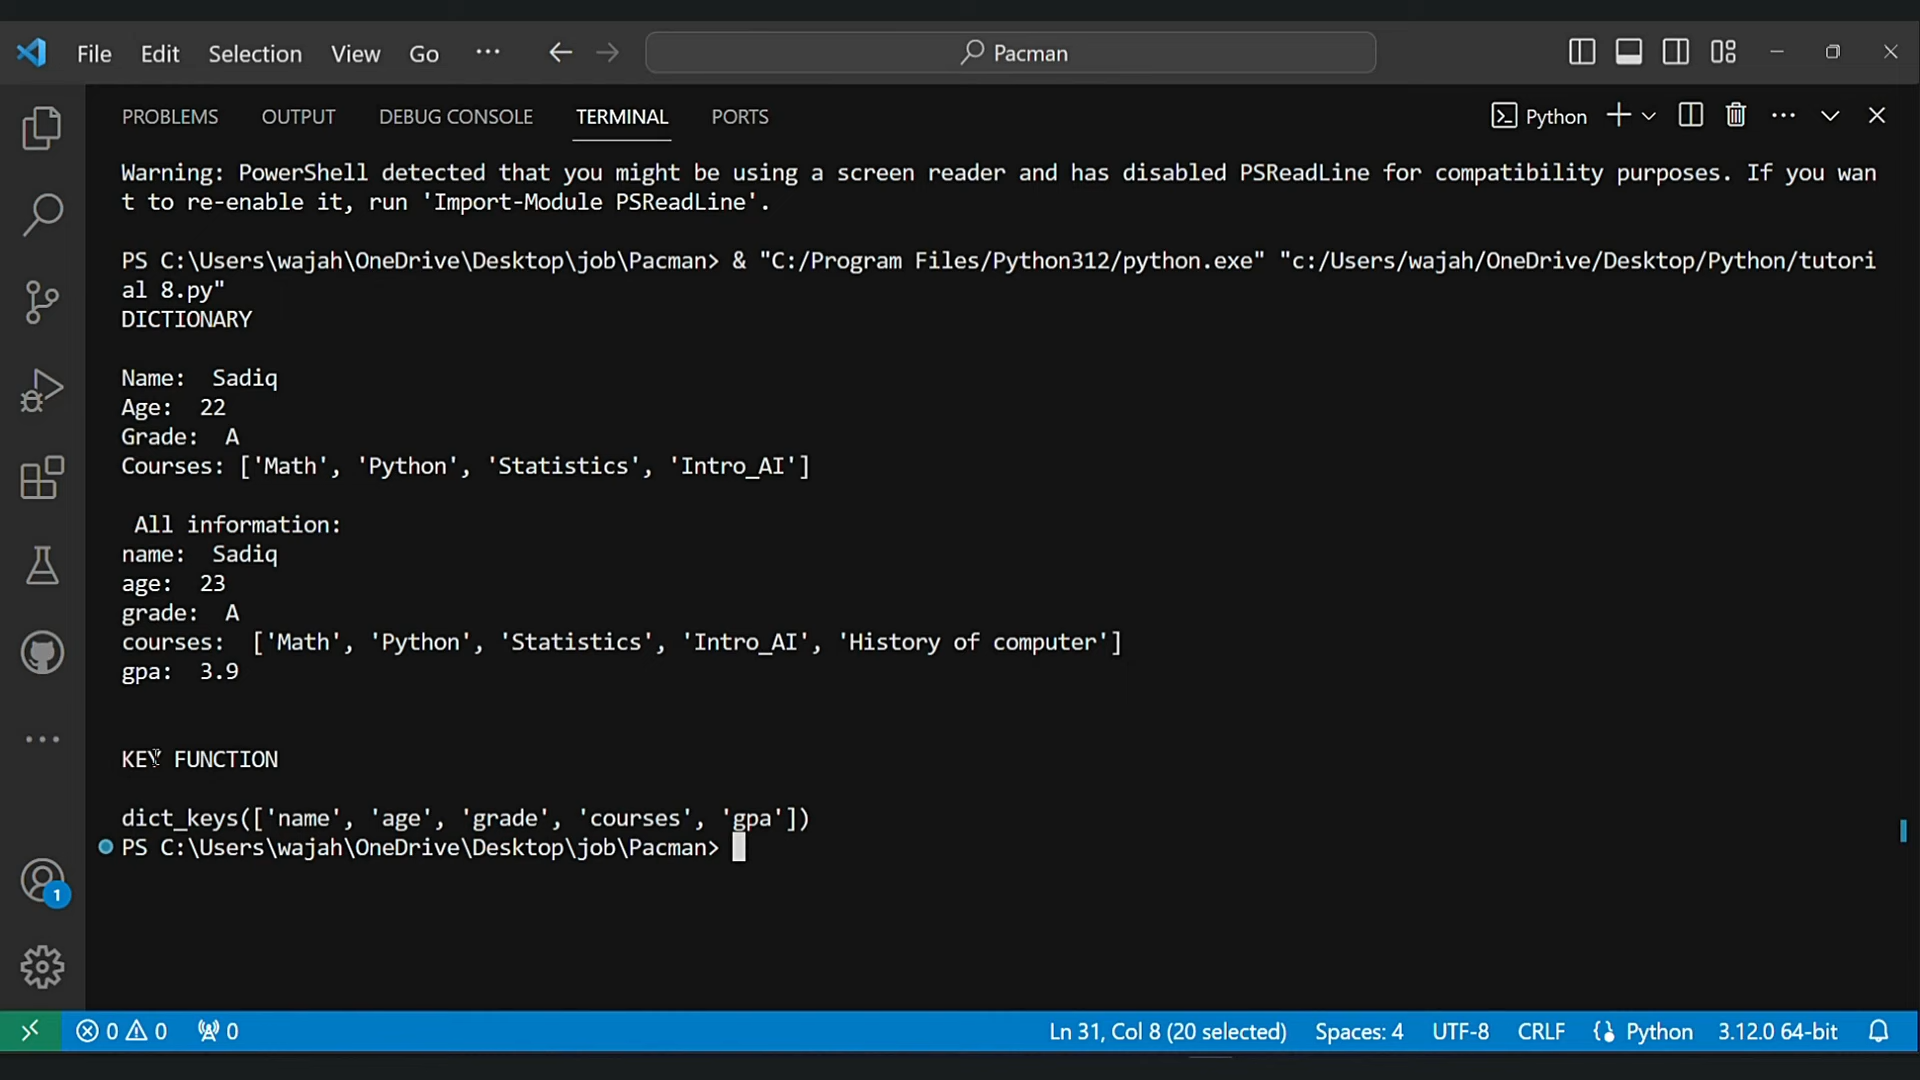 File Edit Selection View Go ··· Pacman
PROBLEMS OUTPUT DEBUG CONSOLE TERMINAL PORTS Python
Warning: PowerShell detected that you might be using a screen reader and has disabled PSReadLine for compatibility purposes. If you wan
t to re-enable it, run 'Import-Module PSReadLine'.
PS C:\Users\wajah\OneDrive\Desktop\job\Pacman> & "C:/Program Files/Python312/python.exe" "c:/Users/wajah/OneDrive/Desktop/Python/tutori
al 8.py"
DICTIONARY
Name:  Sadiq
Age:  22
Grade:  A
Courses: ['Math', 'Python', 'Statistics', 'Intro_AI']
 All information:
name:  Sadiq
age:  23
grade:  A
courses:  ['Math', 'Python', 'Statistics', 'Intro_AI', 'History of computer']
gpa:  3.9
KEY FUNCTION
dict_keys(['name', 'age', 'grade', 'courses', 'gpa'])
PS C:\Users\wajah\OneDrive\Desktop\job\Pacman>
1
0 0 0 Ln 31, Col 8 (20 selected) Spaces: 4 UTF-8 CRLF Python 3.12.0 64-bit